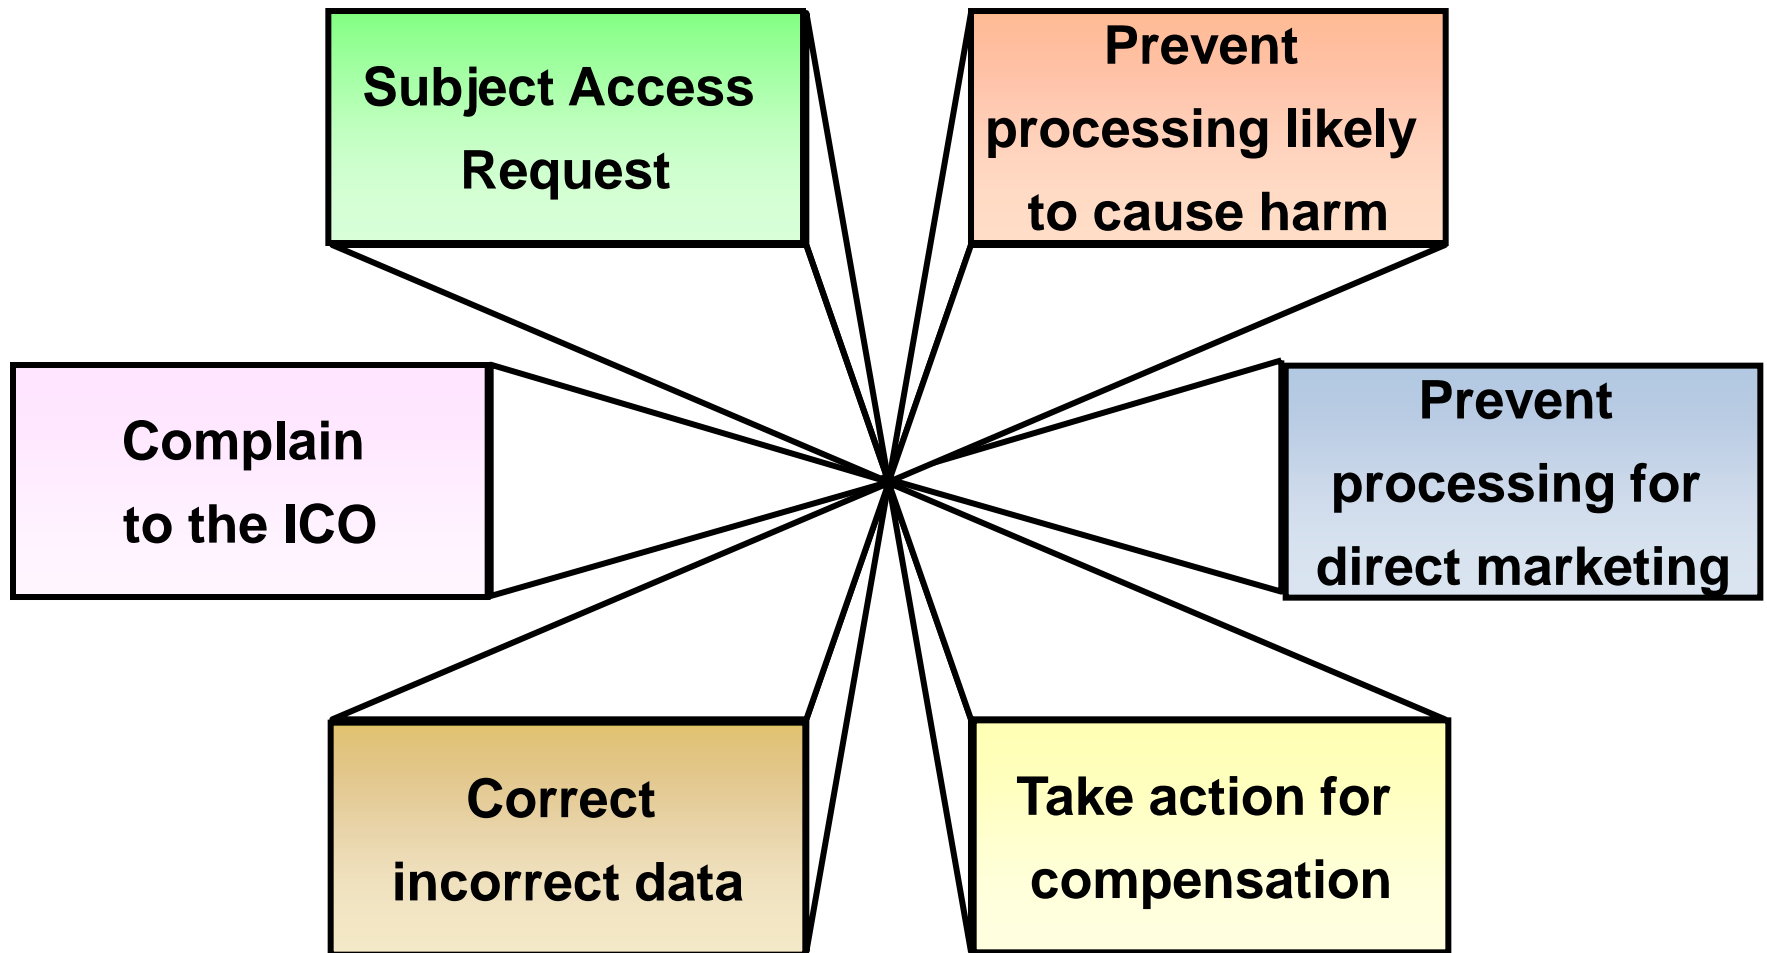 Subject Access
Request
Prevent
processing likely
to cause harm
Complain
to the ICO
Prevent
processing for
direct marketing
Correct
incorrect data
Take action for
compensation